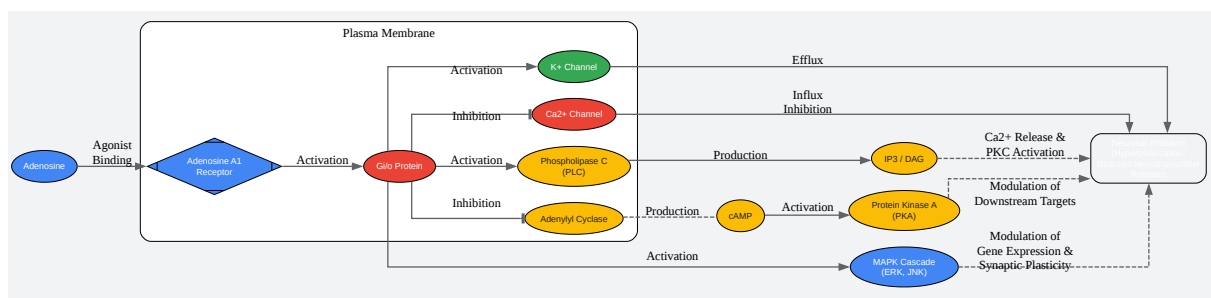 Plasma Membrane
Adenosine
Agonist
Binding
Adenosine A1
Receptor
Activation
Gi/o Protein
Activation
K+ Channel
Efflux
Inhibition
Ca2+ Channel
Influx
Inhibition
Activation
Phospholipase C
(PLC)
Production
IP3 / DAG
Ca2+ Release &
PKC Activation
Inhibition
Adenylyl Cyclase
Production
cAMP
Activation
Protein Kinase A
(PKA)
Modulation of
Downstream Targets
Activation
MAPK Cascade
(ERK, JNK)
Modulation of
Gene Expression &
Synaptic Plasticity